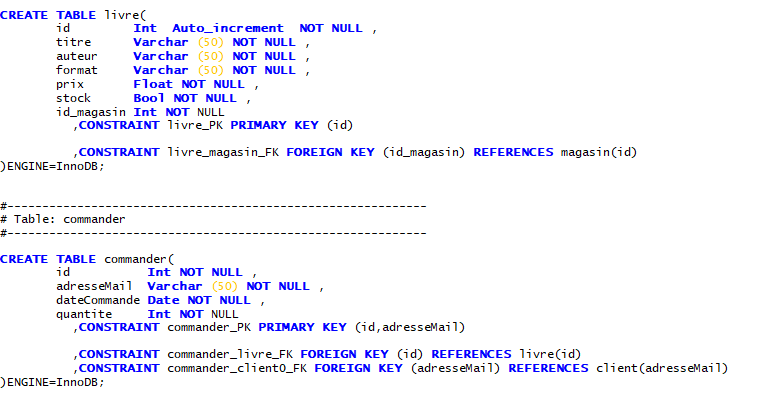 CREATE TABLE livre(
id Int Auto_increment NOT NULL ,
titre Varchar (50) NOT NULL ,
auteur Varchar (50) NOT NULL ,
format Varchar (50) NOT NULL ,
prix Float NOT NULL ,
stock Bool NOT NULL ,
id_magasin Int NOT NULL
,CONSTRAINT livre_PK PRIMARY KEY (id)
,CONSTRAINT livre_magasin_FK FOREIGN KEY (id_magasin) REFERENCES magasin(id)
)ENGINE=InnoDB;
#------------------------------------------------------------
# Table: commander
#------------------------------------------------------------
CREATE TABLE commander(
id Int NOT NULL ,
adresseMail Varchar (50) NOT NULL ,
dateCommande Date NOT NULL ,
quantite Int NOT NULL
,CONSTRAINT commander_PK PRIMARY KEY (id,adresseMail)
,CONSTRAINT commander_livre_FK FOREIGN KEY (id) REFERENCES livre(id)
,CONSTRAINT commander_client0_FK FOREIGN KEY (adresseMail) REFERENCES client(adresseMail)
)ENGINE=InnoDB;